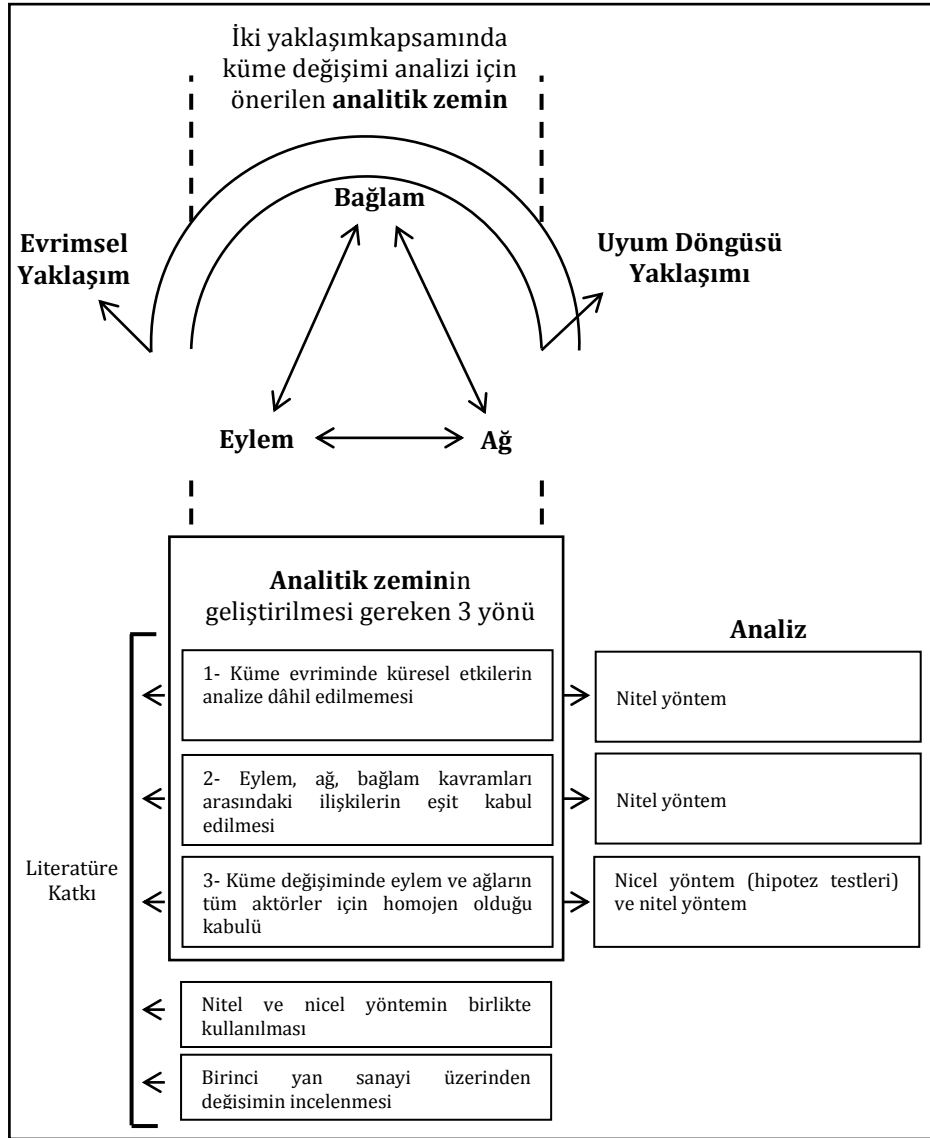 İki yaklaşımkapsamında
küme değişimi analizi için
önerilen analitik zemin
Bağlam
Evrimsel
Yaklaşım
Uyum Döngüsü
Yaklaşımı
Eylem
Ağ
Analitik zeminin
geliştirilmesi gereken 3 yönü
Analiz
1- Küme evriminde küresel etkilerin
analize dâhil edilmemesi
Nitel yöntem
2- Eylem, ağ, bağlam kavramları
arasındaki ilişkilerin eşit kabul
edilmesi
Nitel yöntem
Literatüre
Katkı
3- Küme değişiminde eylem ve ağların
tüm aktörler için homojen olduğu
kabulü
Nicel yöntem (hipotez testleri)
ve nitel yöntem
Nitel ve nicel yöntemin birlikte
kullanılması
Birinci yan sanayi üzerinden
değişimin incelenmesi